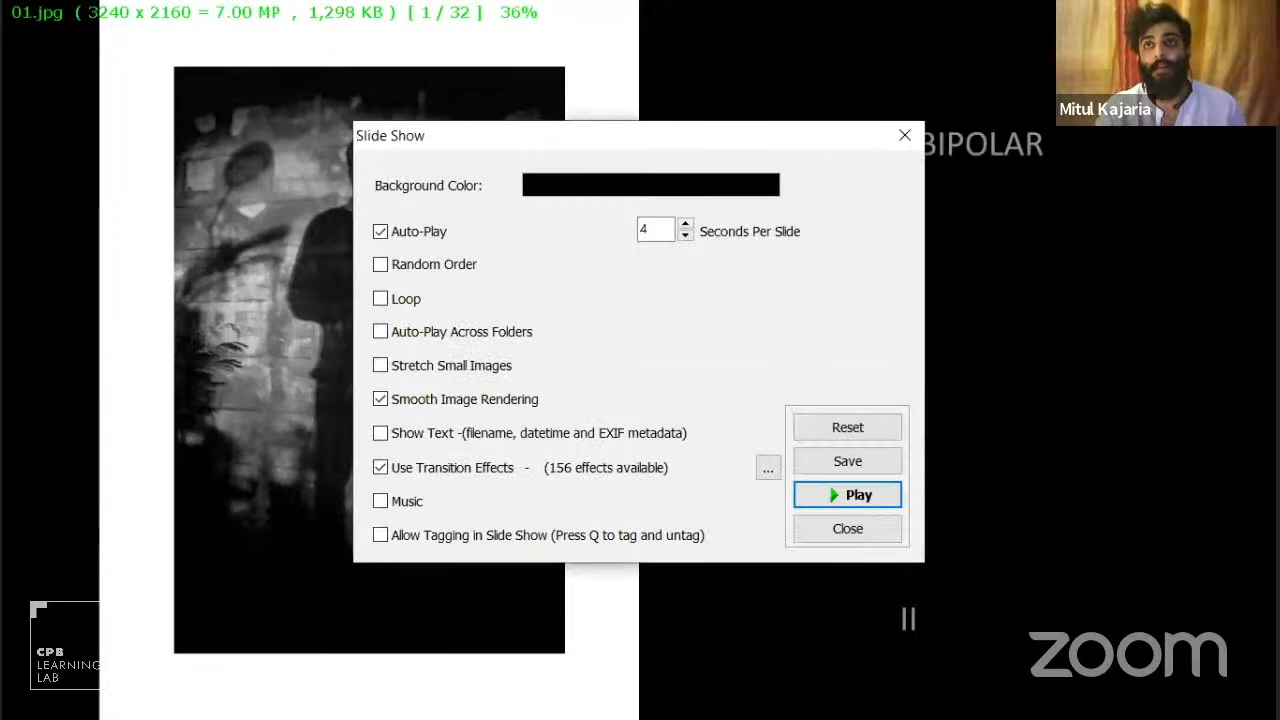 01.jpg ( 3240 x 2160 = 7.00 MP , 1,298 KB ) [ 1 / 32 ] 36%
Mitul Kajaria
BIPOLAR
Slide Show
Background Color:
Auto-Play
4 Seconds Per Slide
Random Order
Loop
Auto-Play Across Folders
Stretch Small Images
Smooth Image Rendering
Show Text -(filename, datetime and EXIF metadata)
Use Transition Effects - (156 effects available)
...
Music
Allow Tagging in Slide Show (Press Q to tag and untag)
Reset
Save
Play
Close
||
CPB
LEARNING
LAB
zoom